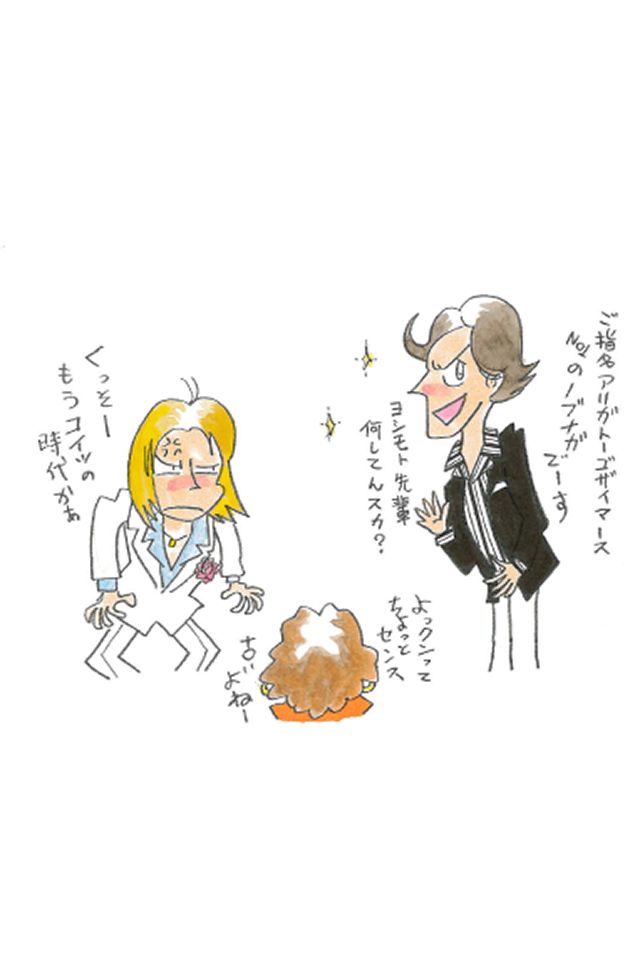 ご指名アリガトーゴザイマース
No.1のノブナガ
でーす
ヨシモト先輩
何してんスカ?
よっクンって
ちょっと
センス
古いよねー
くっそー
もうコイツの
時代かぁ